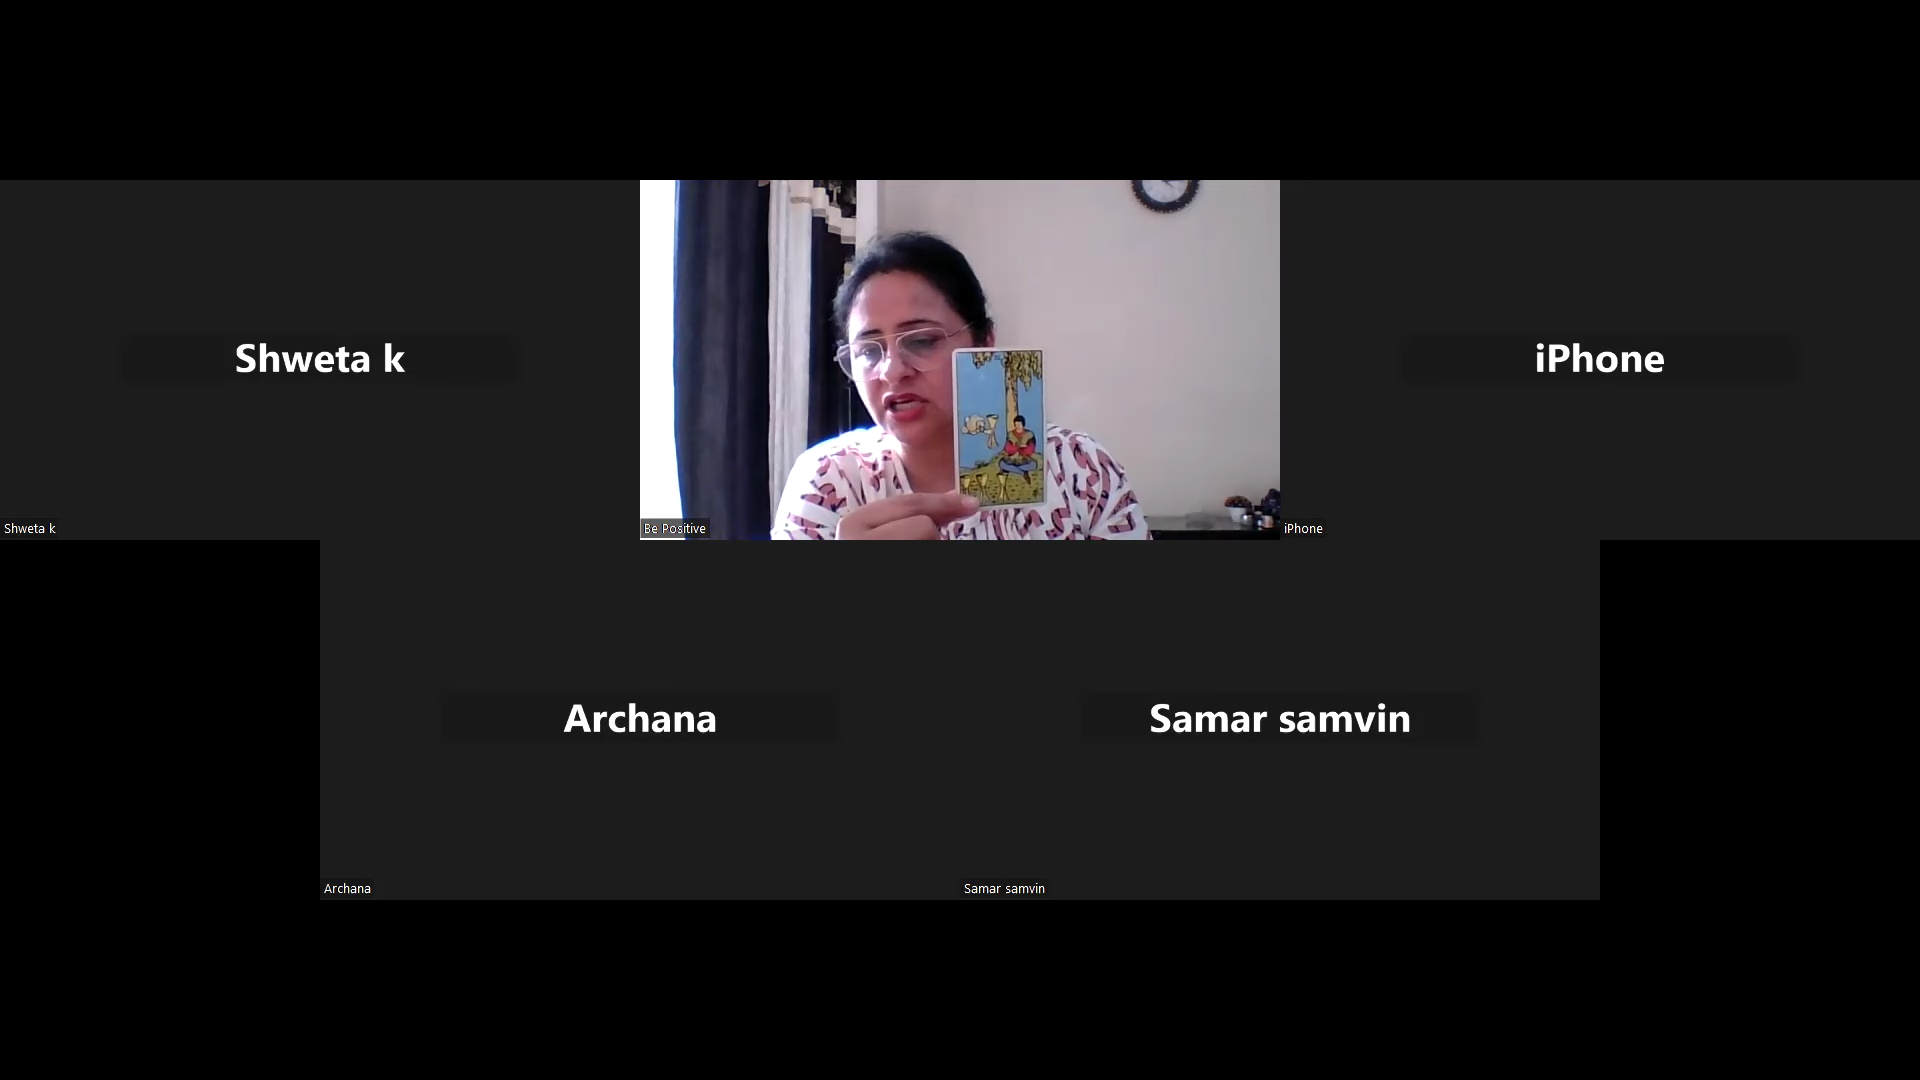 Shweta k
iPhone
Shweta k
Be Positive
iPhone
Archana
Samar samvin
Archana
Samar samvin